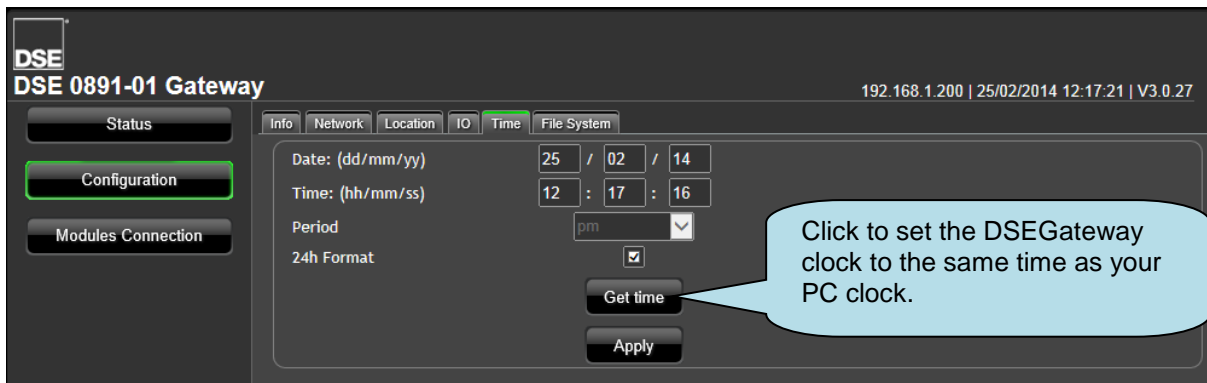 DSE
DSE 0891-01 Gateway
192.168.1.200 | 25/02/2014 12:17:21 | V3.0.27
Status
Configuration
Modules Connection
Info Network Location IO Time File System
Date: (dd/mm/yy) 25 / 02 / 14
Time: (hh/mm/ss) 12 : 17 : 16
Period pm
24h Format
Get time
Apply
Click to set the DSEGateway
clock to the same time as your
PC clock.